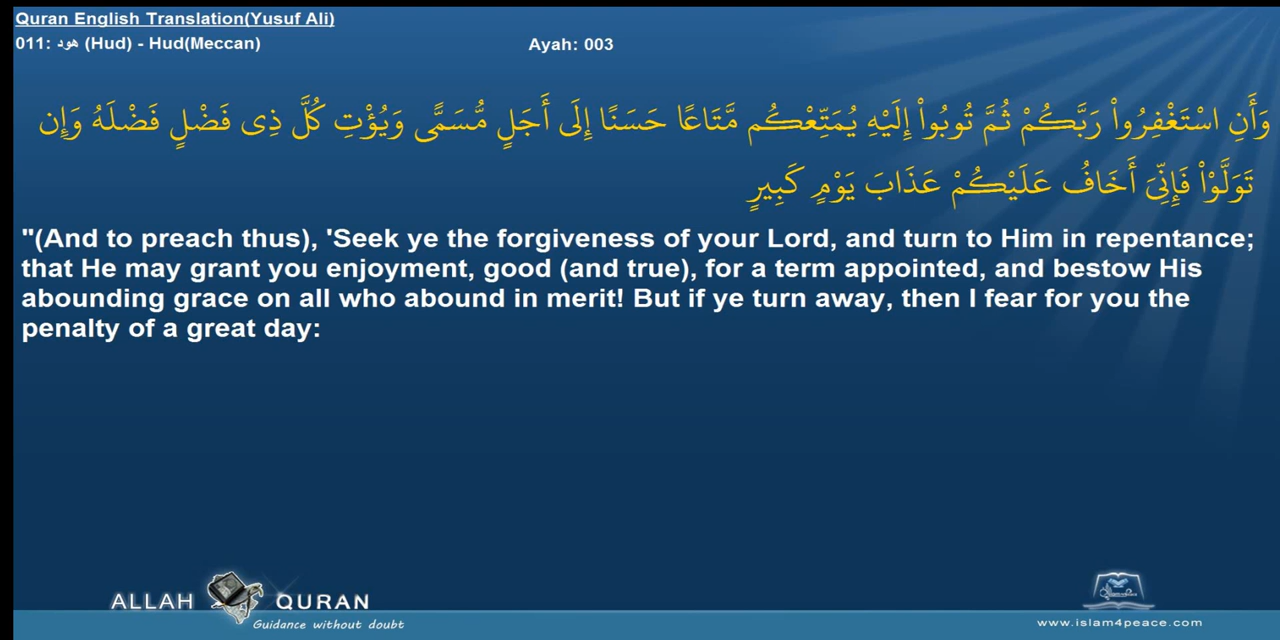 Quran English Translation(Yusuf Ali)
011: هود (Hud) - Hud(Meccan)
Ayah: 003
وَأَنِ اسْتَغْفِرُواْ رَبَّكُمْ ثُمَّ تُوبُواْ إِلَيْهِ يُمَتِّعْكُم مَّتَاعًا حَسَنًا إِلَى أَجَلٍ مُّسَمًّى وَيُؤْتِ كُلَّ ذِى فَضْلٍ فَضْلَهُ وَإِن
تَوَلَّوْاْ فَإِنِّىَ أَخَافُ عَلَيْكُمْ عَذَابَ يَوْمٍ كَبِيرٍ
"(And to preach thus), 'Seek ye the forgiveness of your Lord, and turn to Him in repentance;
that He may grant you enjoyment, good (and true), for a term appointed, and bestow His
abounding grace on all who abound in merit! But if ye turn away, then I fear for you the
penalty of a great day:
ALLAH QURAN
Guidance without doubt
www.islam4peace.com